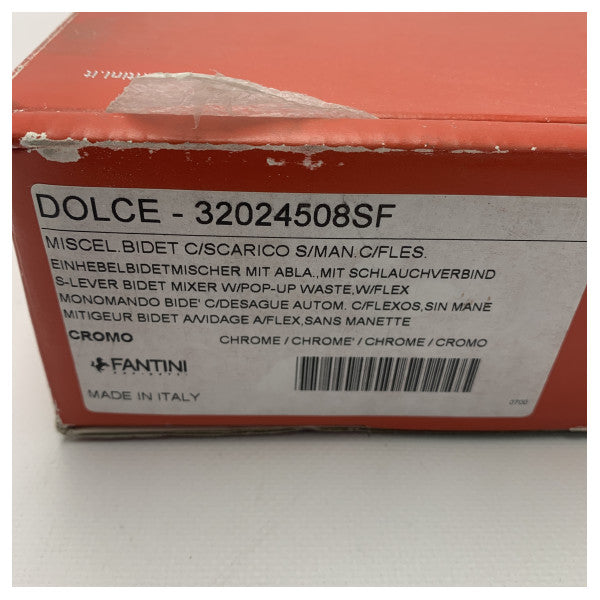 DOLCE - 32024508SF
MISCEL.BIDET C/SCARICO S/MAN.C/FLES.
EINHEBELBIDETMISCHER MIT ABLA.,MIT SCHLAUCHVERBIND
S-LEVER BIDET MIXER W/POP-UP WASTE,W/FLEX
MONOMANDO BIDE' C/DESAGUE AUTOM. C/FLEXOS,SIN MANE
MITIGEUR BIDET A/VIDAGE A/FLEX,SANS MANETTE
CROMO CHROME / CHROME' / CHROME / CROMO
FANTINI
MADE IN ITALY
0700